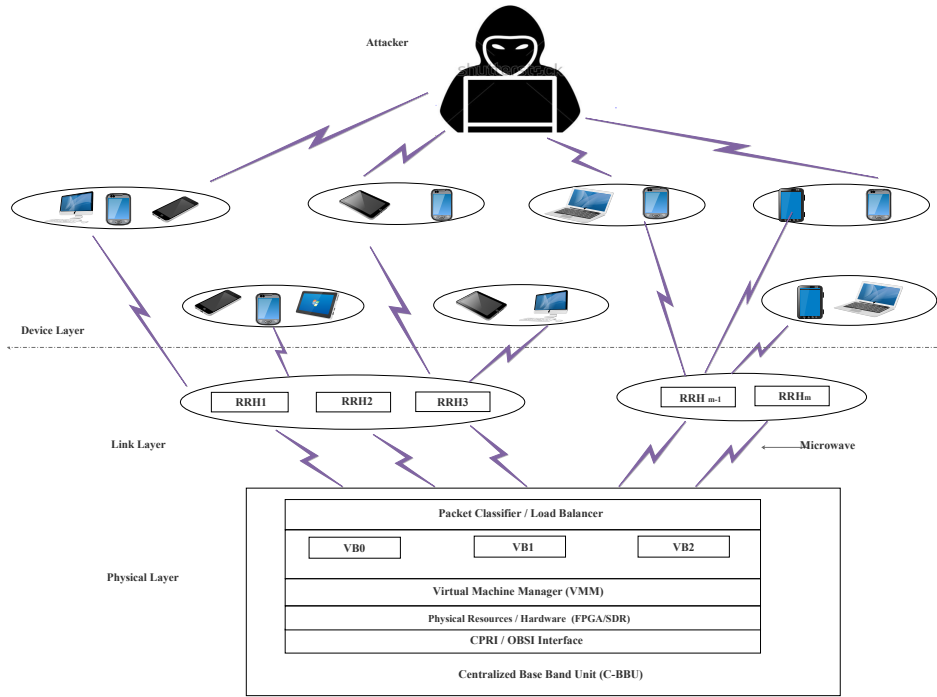 Attacker
shutterstock
Device Layer
RRH1
RRH2
RRH3
RRH m-1
RRHm
Link Layer
Microwave
Packet Classifier / Load Balancer
VB0
VB1
VB2
Physical Layer
Virtual Machine Manager (VMM)
Physical Resources / Hardware (FPGA/SDR)
CPRI / OBSI Interface
Centralized Base Band Unit (C-BBU)